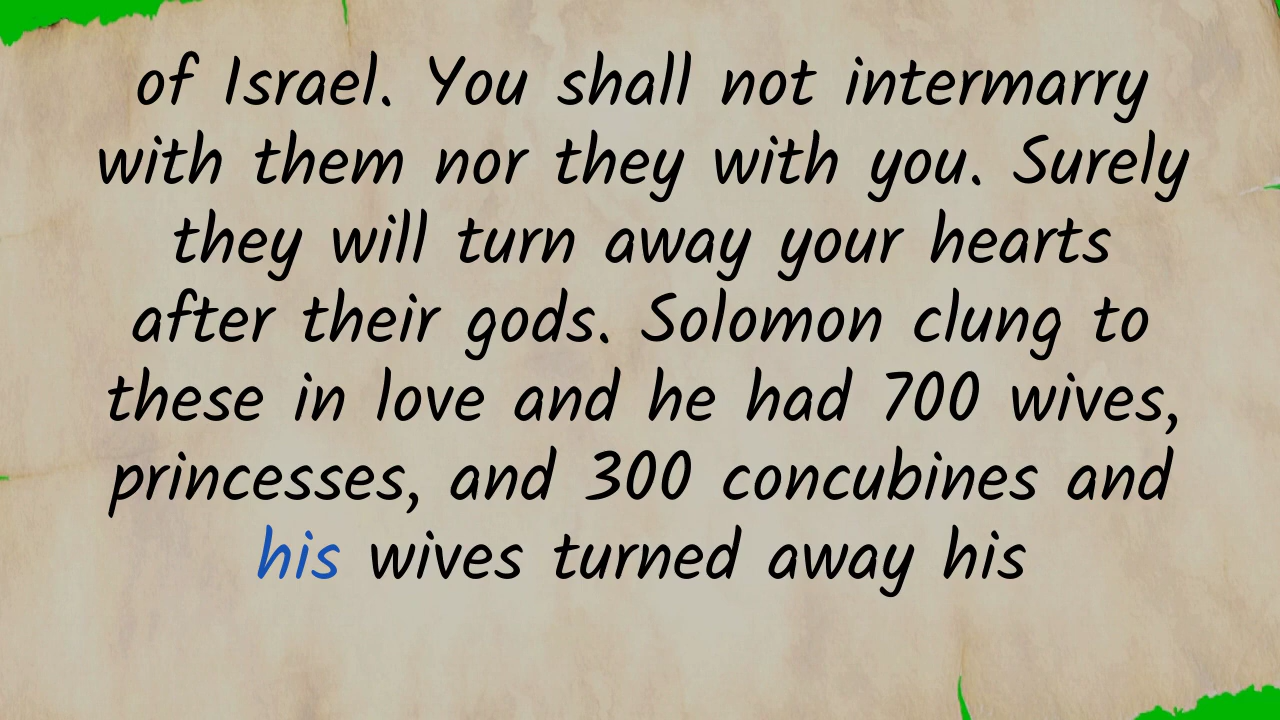 of Israel. You shall not intermarry
with them nor they with you. Surely
they will turn away your hearts
after their gods. Solomon clung to
these in love and he had 700 wives,
princesses, and 300 concubines and
his wives turned away his